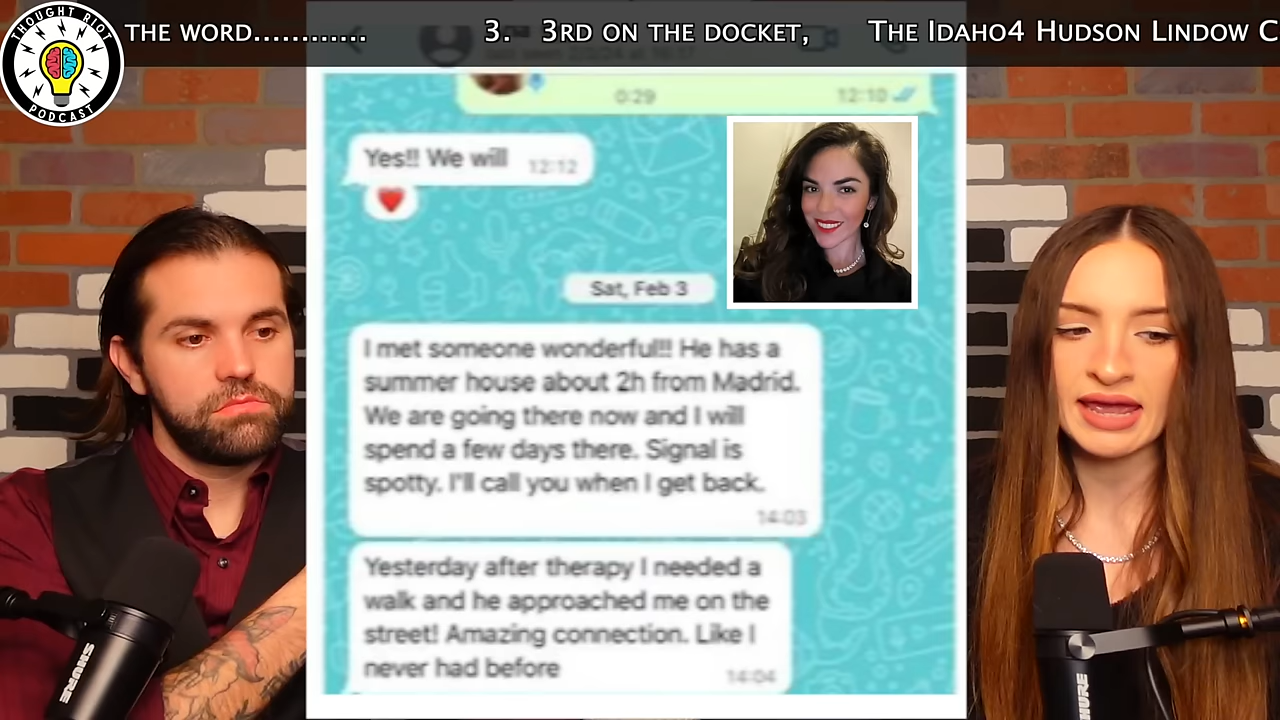 THOUGHT RIOT
PODCAST
THE WORD............ 3. 3RD ON THE DOCKET, THE IDAHO4 HUDSON LINDOW C
0:29 12:10
Yes!! We will 12:12
Sat, Feb 3
I met someone wonderful!! He has a
summer house about 2h from Madrid.
We are going there now and I will
spend a few days there. Signal is
spotty. I'll call you when I get back.
14:03
Yesterday after therapy I needed a
walk and he approached me on the
street! Amazing connection. Like I
never had before 14:04
SHURE
SHURE